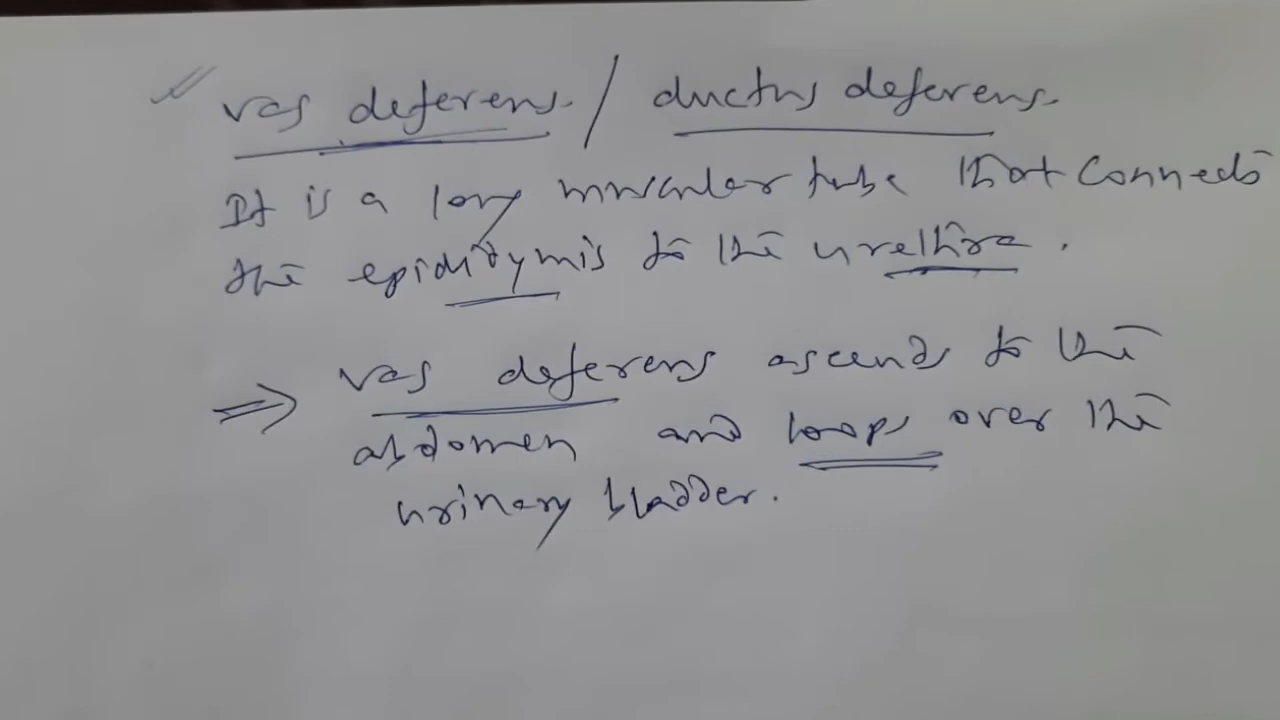 vas deferens. / ductus deferens.
It is a long muscular tube that connects
the epididymis to the urethra.
⇒ vas deferens ascends to the
abdomen and loops over the
urinary bladder.